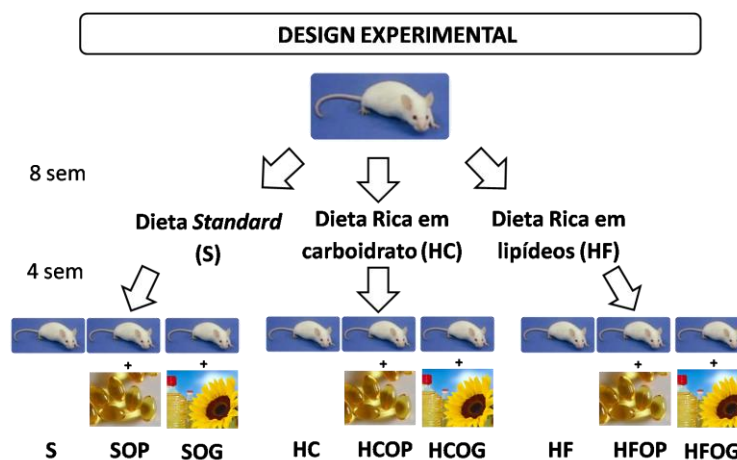 DESIGN EXPERIMENTAL
8 sem
Dieta Standard
(S)
Dieta Rica em
carboidrato (HC)
Dieta Rica em
lipídeos (HF)
4 sem
+ + + + + +
S SOP SOG HC HCOP HCOG HF HFOP HFOG